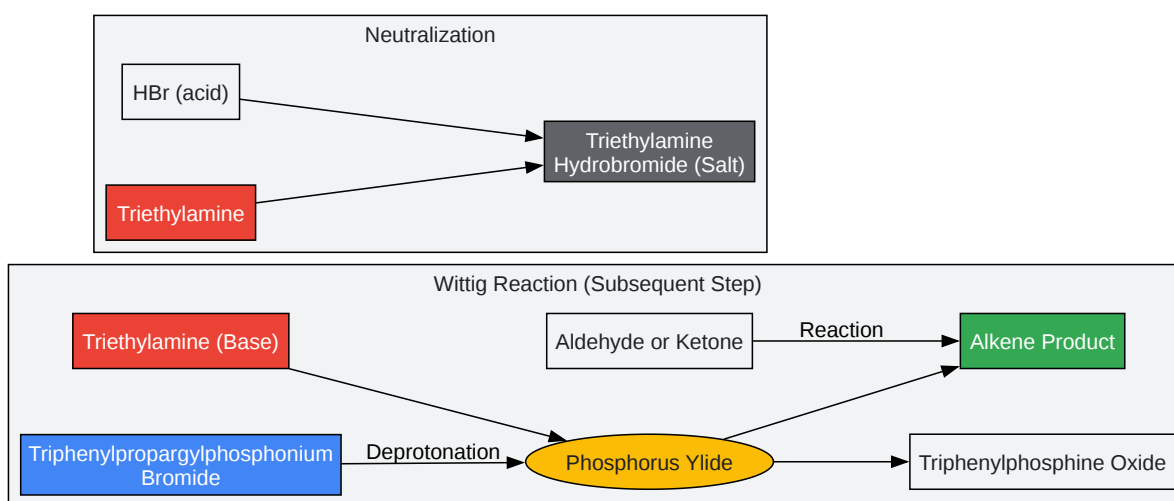 Neutralization
HBr (acid)
Triethylamine
Hydrobromide (Salt)
Triethylamine
Wittig Reaction (Subsequent Step)
Triethylamine (Base)
Aldehyde or Ketone
Reaction
Alkene Product
Triphenylpropargylphosphonium
Bromide
Deprotonation
Phosphorus Ylide
Triphenylphosphine Oxide